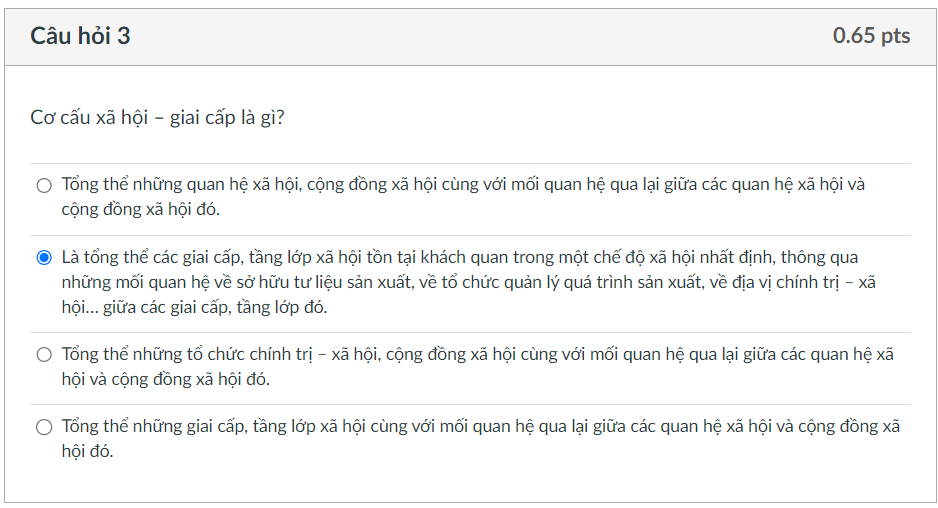 Câu hỏi 3
0.65 pts
Cơ cấu xã hội – giai cấp là gì?
Tổng thể những quan hệ xã hội, cộng đồng xã hội cùng với mối quan hệ qua lại giữa các quan hệ xã hội và
cộng đồng xã hội đó.
Là tổng thể các giai cấp, tầng lớp xã hội tồn tại khách quan trong một chế độ xã hội nhất định, thông qua
những mối quan hệ về sở hữu tư liệu sản xuất, về tổ chức quản lý quá trình sản xuất, về địa vị chính trị – xã
hội… giữa các giai cấp, tầng lớp đó.
Tổng thể những tổ chức chính trị – xã hội, cộng đồng xã hội cùng với mối quan hệ qua lại giữa các quan hệ xã
hội và cộng đồng xã hội đó.
Tổng thể những giai cấp, tầng lớp xã hội cùng với mối quan hệ qua lại giữa các quan hệ xã hội và cộng đồng xã
hội đó.